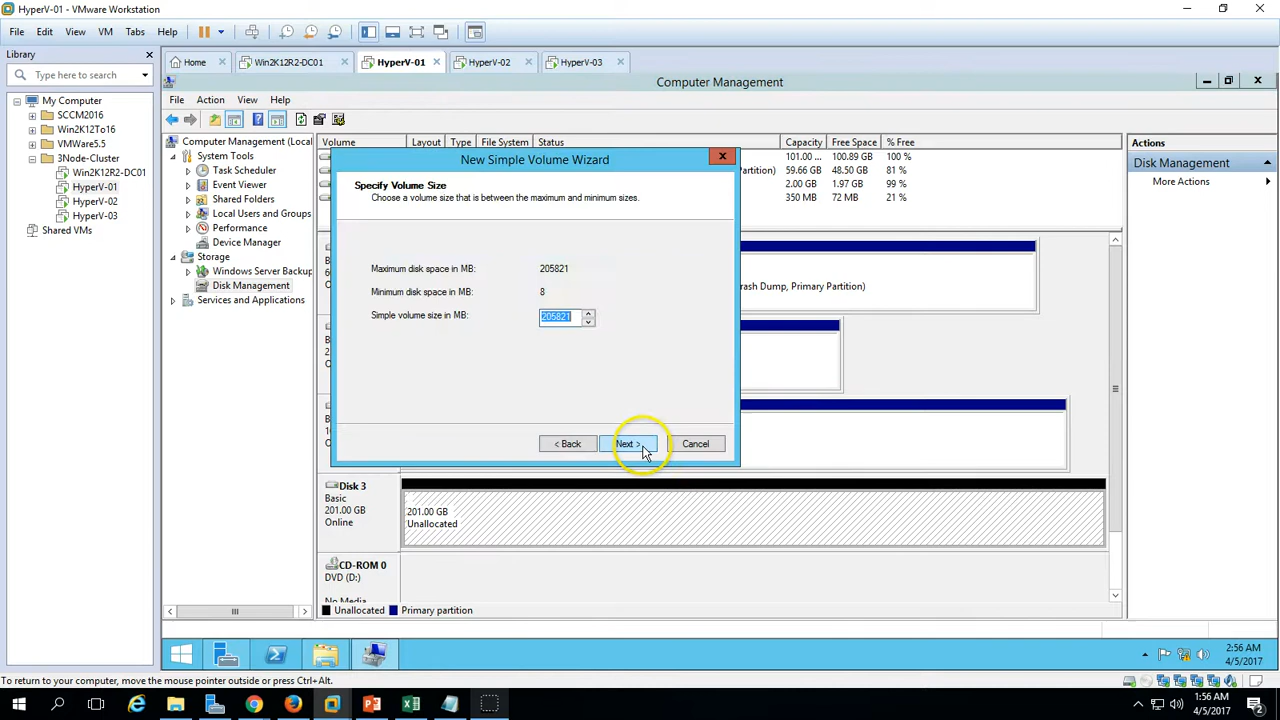 HyperV-01 - VMware Workstation
File Edit View VM Tabs Help
Library
Type here to search
My Computer
SCCM2016
Win2K12To16
VMWare5.5
3Node-Cluster
Win2K12R2-DC01
HyperV-01
HyperV-02
HyperV-03
Shared VMs
Home Win2K12R2-DC01 HyperV-01 HyperV-02 HyperV-03
Computer Management
File Action View Help
Computer Management (Local
System Tools
Task Scheduler
Event Viewer
Shared Folders
Local Users and Groups
Performance
Device Manager
Storage
Windows Server Backup
Disk Management
Services and Applications
Volume Layout Type File System Status Capacity Free Space % Free
101.00 ... 100.89 GB 100 %
Partition) 59.66 GB 48.50 GB 81 %
2.00 GB 1.97 GB 99 %
350 MB 72 MB 21 %
New Simple Volume Wizard
Specify Volume Size
Choose a volume size that is between the maximum and minimum sizes.
Maximum disk space in MB: 205821
Minimum disk space in MB: 8
Simple volume size in MB: 205821
< Back Next > Cancel
rash Dump, Primary Partition)
Disk 3
Basic
201.00 GB
Online
201.00 GB
Unallocated
CD-ROM 0
DVD (D:)
No Media
Unallocated Primary partition
Actions
Disk Management
More Actions
2:56 AM
4/5/2017
To return to your computer, move the mouse pointer outside or press Ctrl+Alt.
1:56 AM
4/5/2017
2